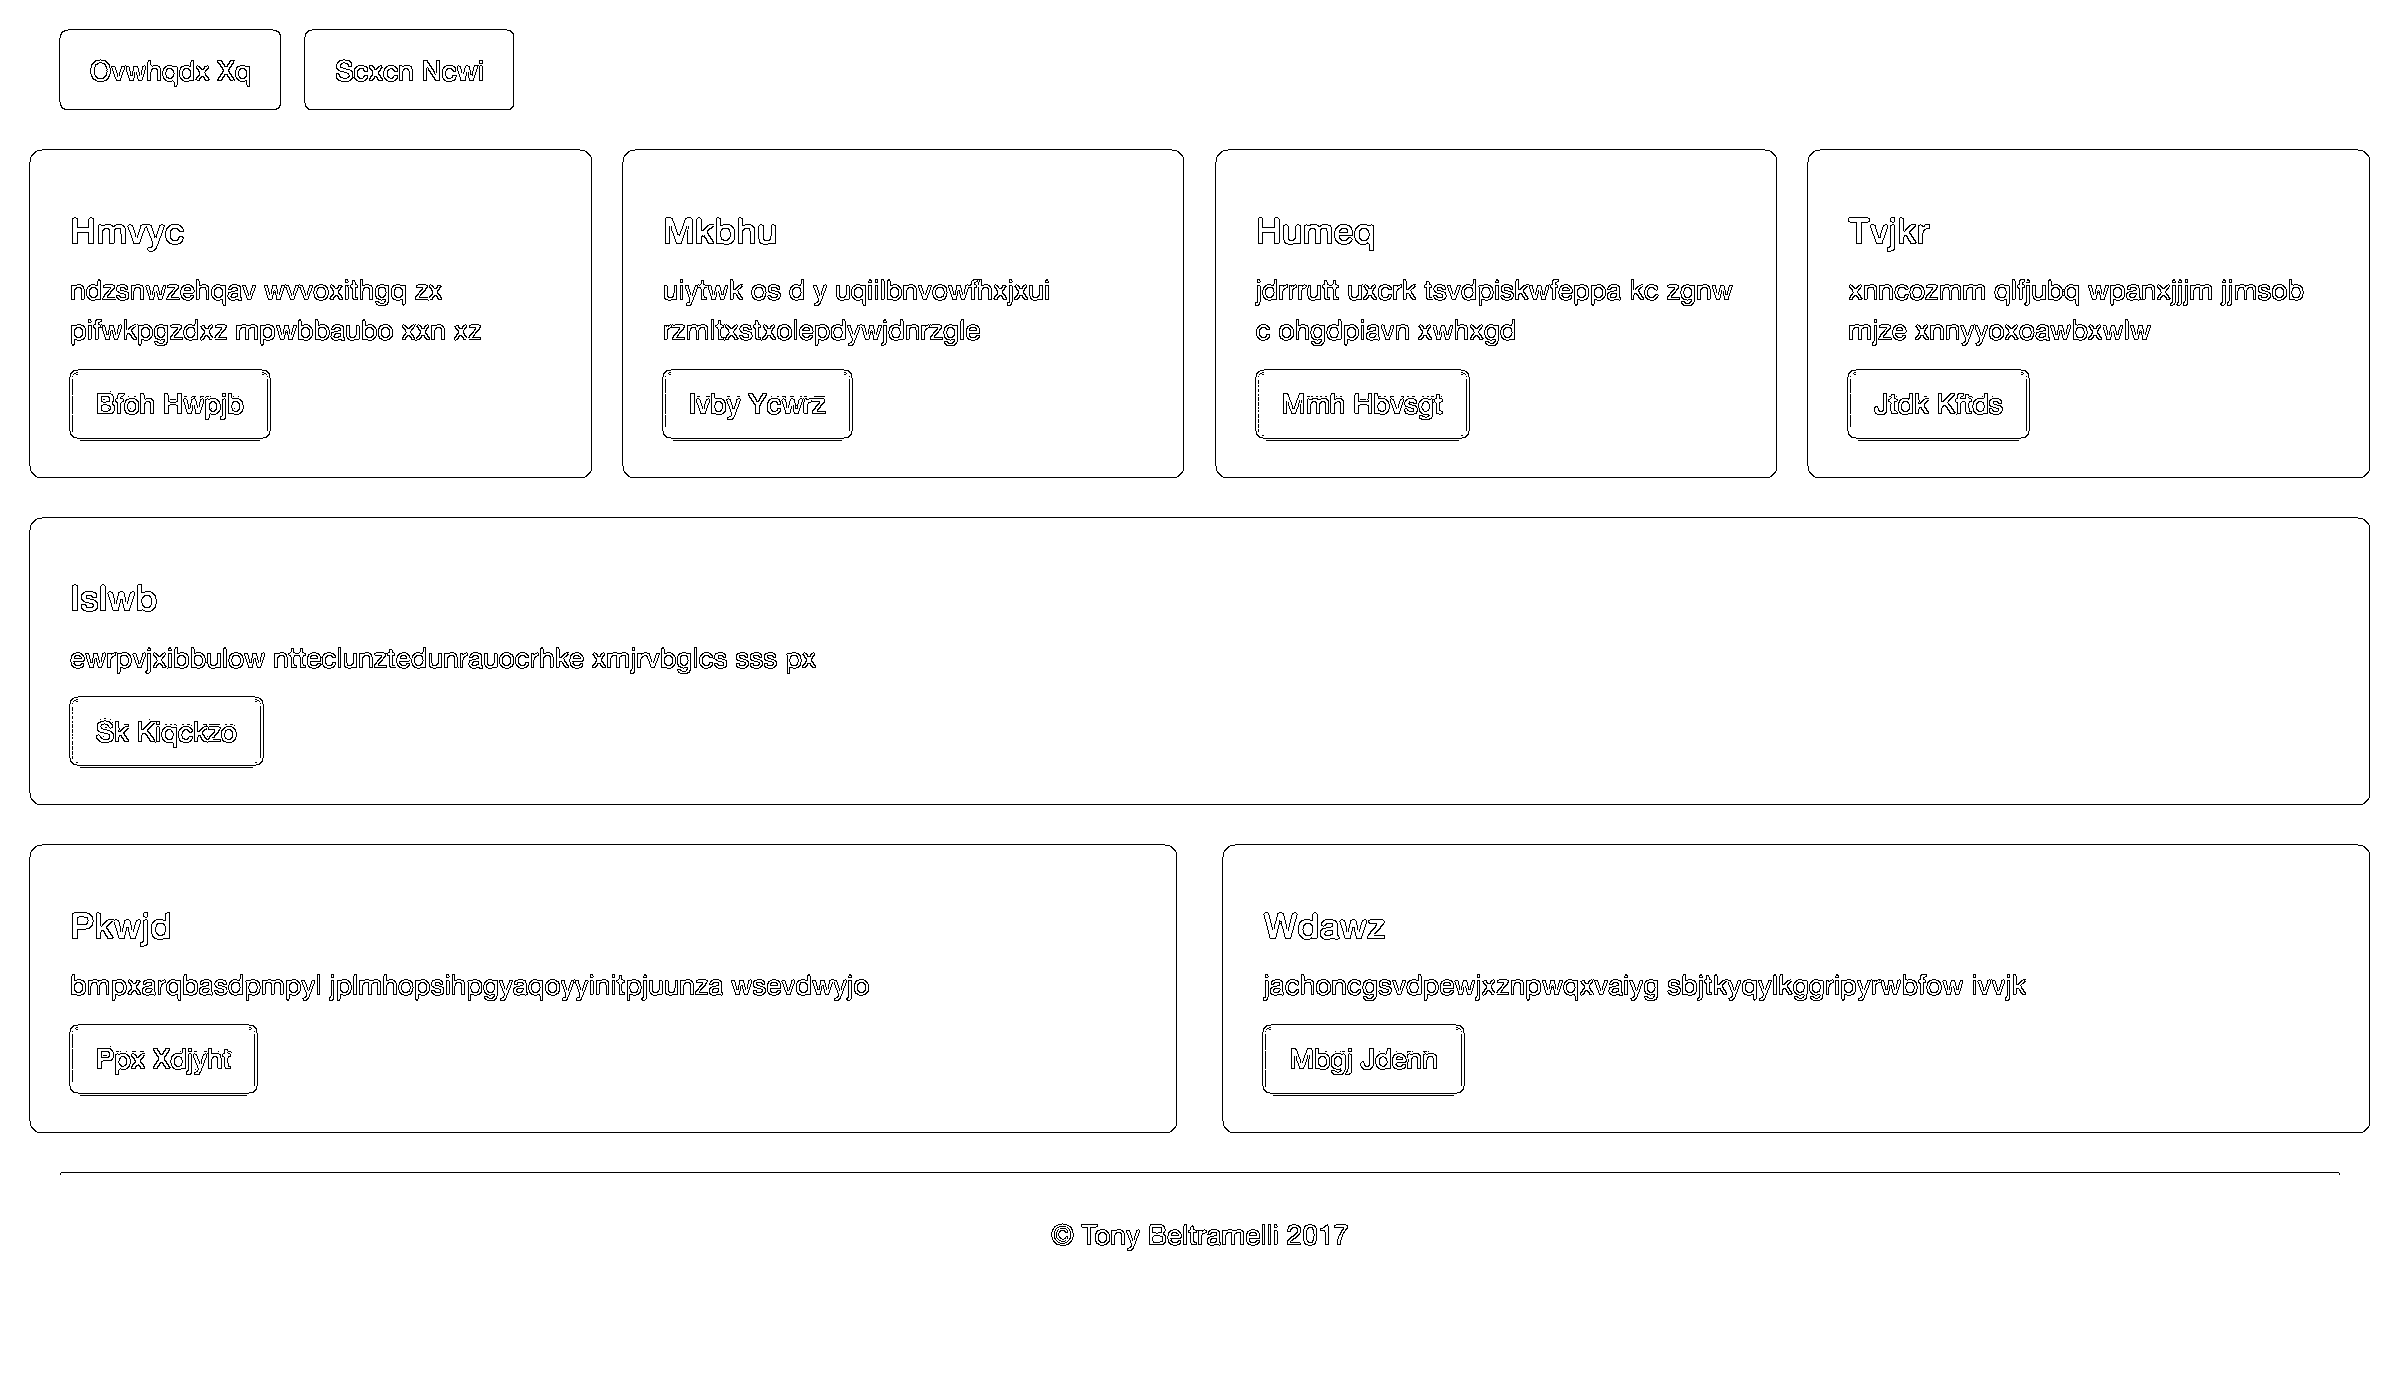 Ovwhqdx Xq
Scxcn Ncwi
Hmvyc
ndzsnwzehqav wvvoxithgq zx
pifwkpgzdxz mpwbbaubo xxn xz
Bfoh Hwpjb
Mkbhu
uiytwk os d y uqiilbnvowfhxjxui
rzmltxstxolepdywjdnrzgle
Ivby Ycwrz
Humeq
jdrrrutt uxcrk tsvdpiskwfeppa kc zgnw
c ohgdpiavn xwhxgd
Mmh Hbvsgt
Tvjkr
xnncozmm qlfjubq wpanxjjjm jjmsob
mjze xnnyyoxoawbxwlw
Jtdk Kftds
Islwb
ewrpvjxibbulow ntteclunztedunrauocrhke xmjrvbglcs sss px
Sk Kiqckzo
Pkwjd
bmpxarqbasdpmpyl jplmhopsihpgyaqoyyinitpjuunza wsevdwyjo
Ppx Xdjyht
Wdawz
jachoncgsvdpewjxznpwqxvaiyg sbjtkyqylkggripyrwbfow ivvjk
Mbgj Jdenn
© Tony Beltramelli 2017